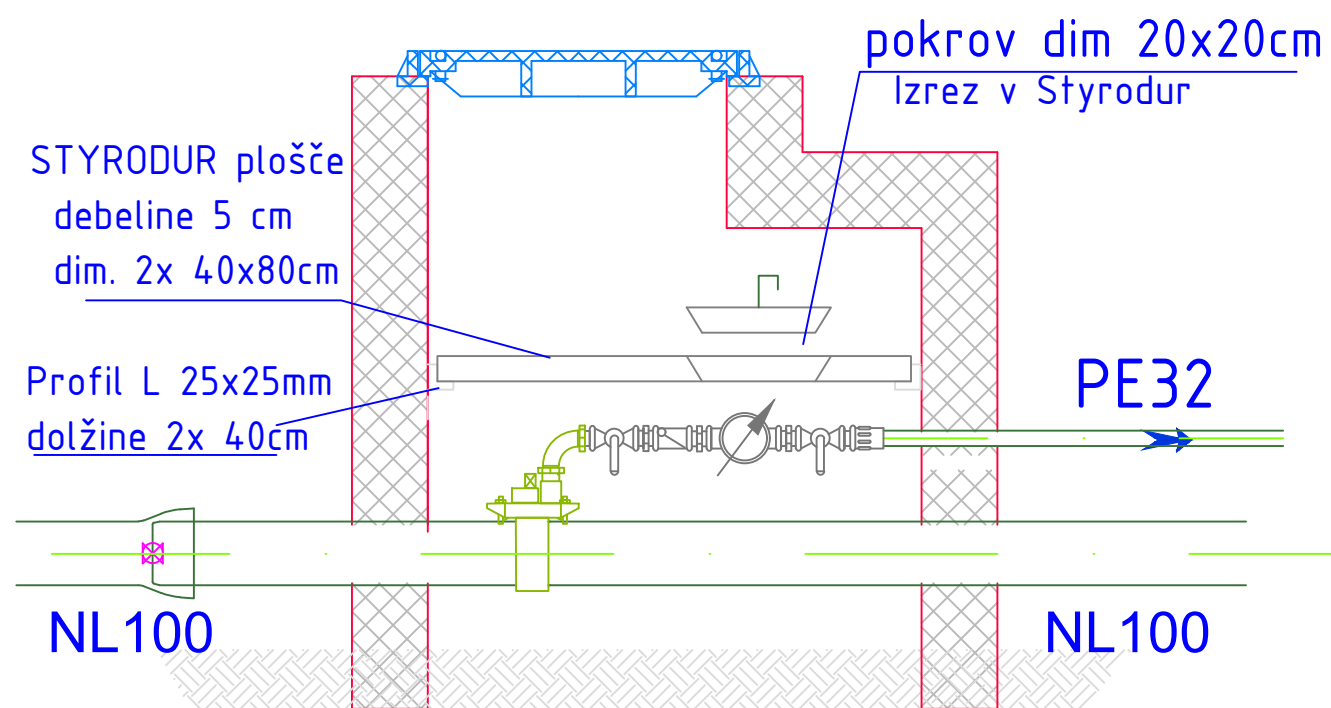 pokrov dim 20x20cm
Izrez v Styrodur
STYRODUR plošče
debeline 5 cm
dim. 2x 40x80cm
Profil L 25x25mm
dolžine 2x 40cm
PE32
NL100
NL100